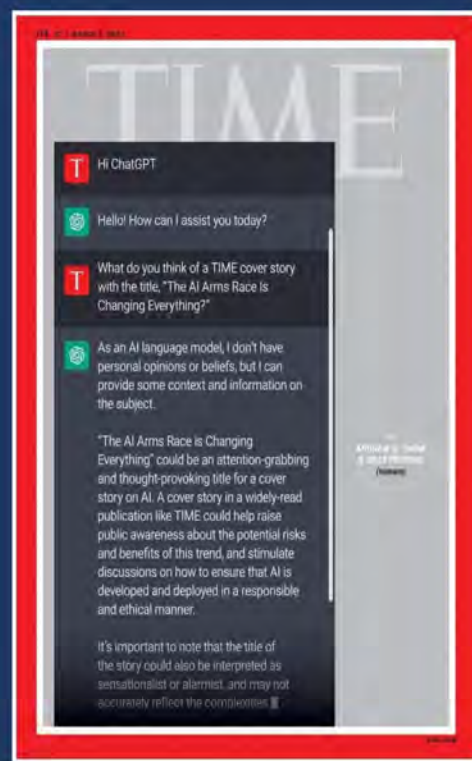 TIME
T Hi ChatGPT
Hello! How can I assist you today?
T What do you think of a TIME cover story
with the title, "The AI Arms Race Is
Changing Everything?"
As an AI language model, I don't have
personal opinions or beliefs, but I can
provide some context and information on
the subject.
"The AI Arms Race is Changing
Everything" could be an attention-grabbing
and thought-provoking title for a cover
story on AI. A cover story in a widely-read
publication like TIME could help raise
public awareness about the potential risks
and benefits of this trend, and stimulate
discussions on how to ensure that AI is
developed and deployed in a responsible
and ethical manner.
It's important to note that the title of
the story could also be interpreted as
sensationalist or alarmist, and may not
accurately reflect the complexities